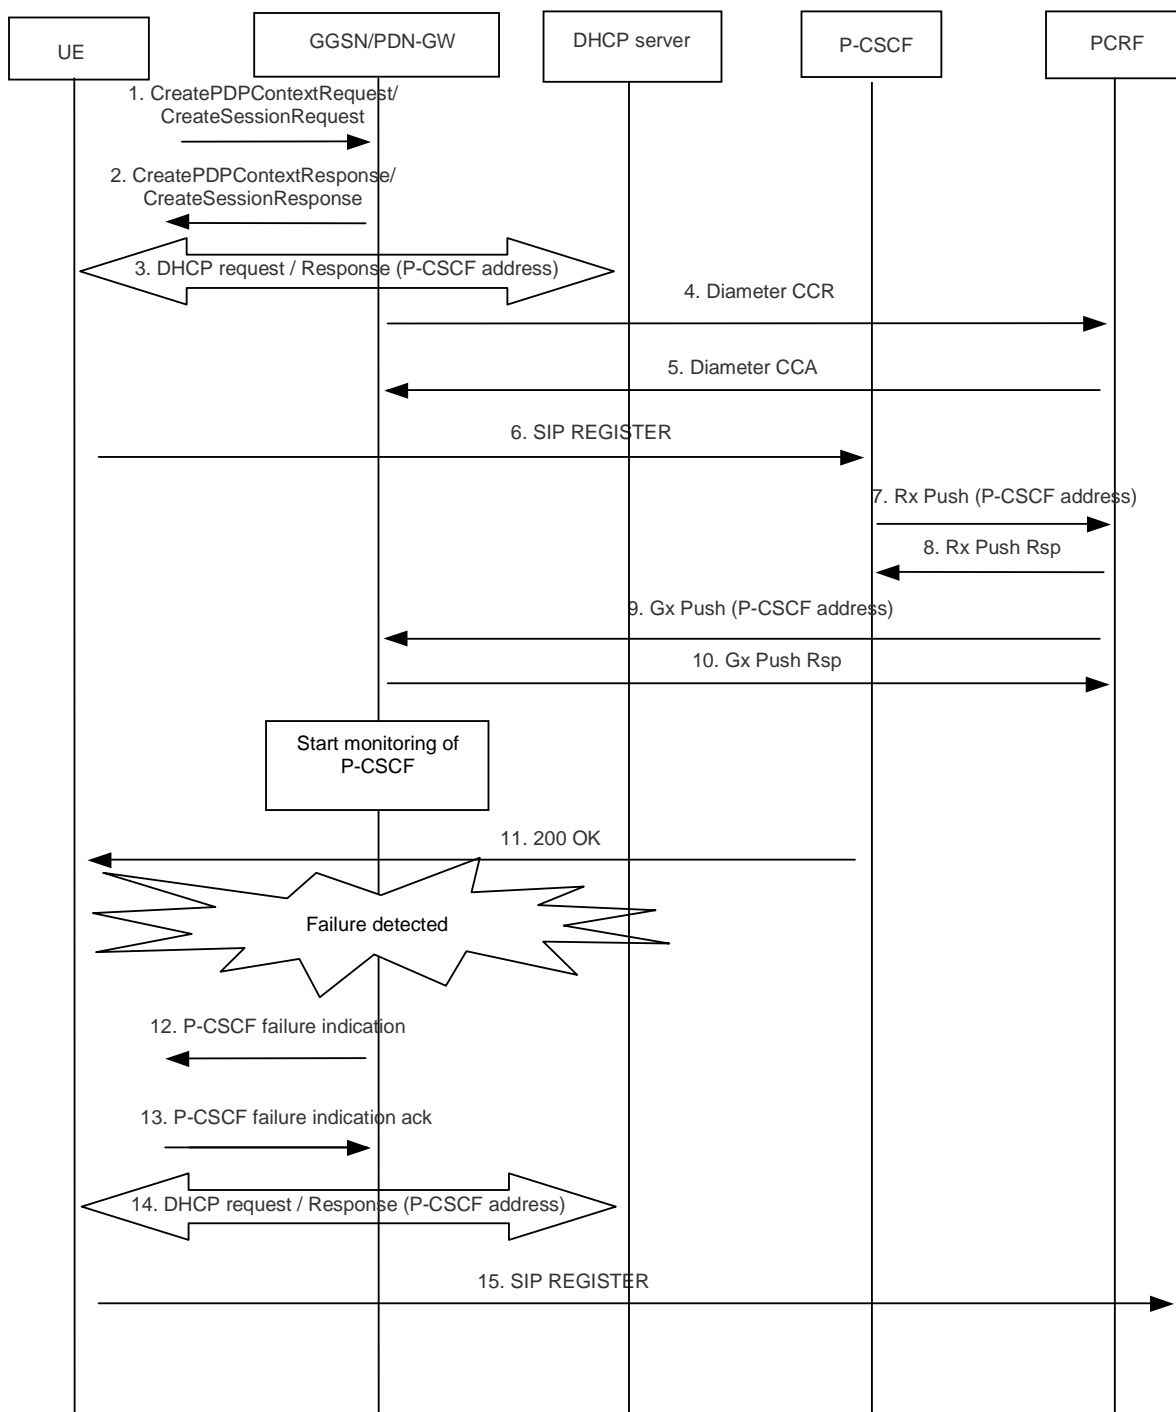 UE
GGSN/PDN-GW
DHCP server
P-CSCF
PCRF
1. CreatePDPContextRequest/
CreateSessionRequest
2. CreatePDPContextResponse/
CreateSessionResponse
3. DHCP request / Response (P-CSCF address)
4. Diameter CCR
5. Diameter CCA
6. SIP REGISTER
7. Rx Push (P-CSCF address)
8. Rx Push Rsp
9. Gx Push (P-CSCF address)
10. Gx Push Rsp
Start monitoring of
P-CSCF
11. 200 OK
Failure detected
12. P-CSCF failure indication
13. P-CSCF failure indication ack
14. DHCP request / Response (P-CSCF address)
15. SIP REGISTER